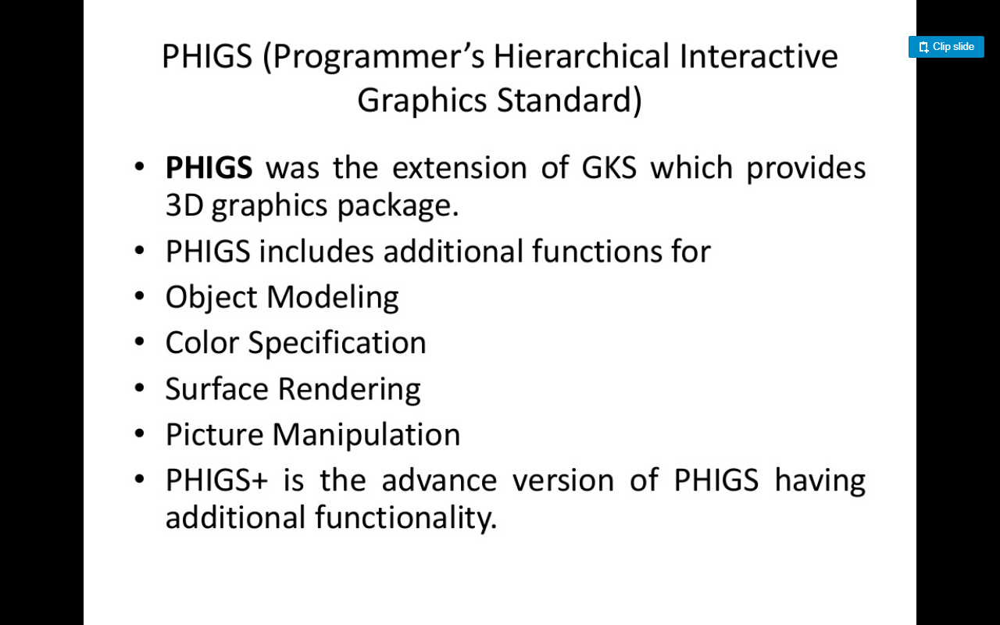 PHIGS (Programmer’s Hierarchical Interactive
Graphics Standard)
Clip slide
• PHIGS was the extension of GKS which provides
3D graphics package.
• PHIGS includes additional functions for
• Object Modeling
• Color Specification
• Surface Rendering
• Picture Manipulation
• PHIGS+ is the advance version of PHIGS having
additional functionality.